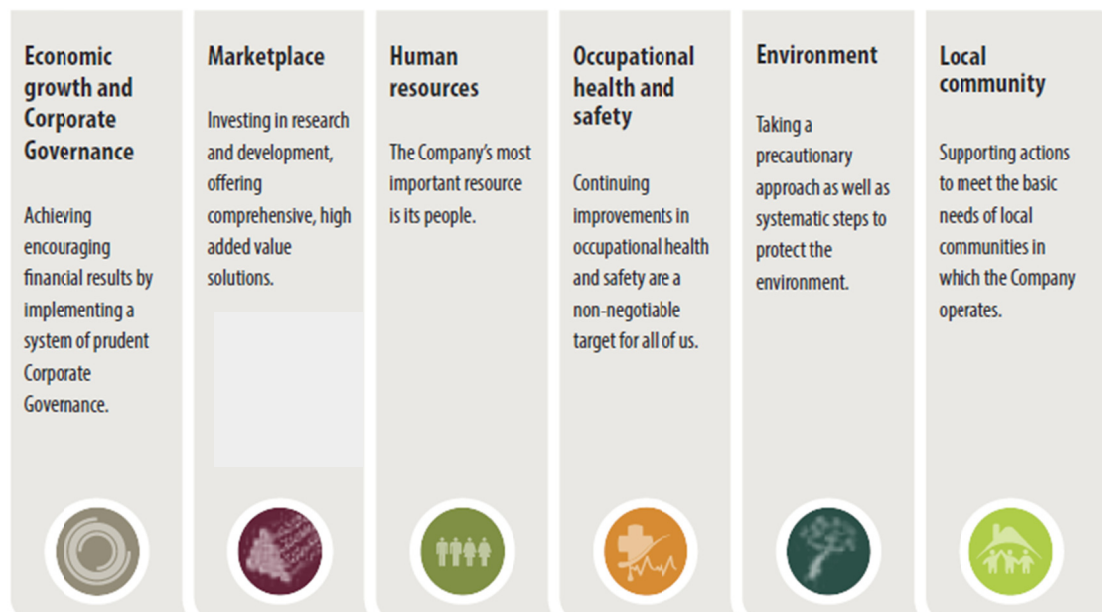 Economic
growth and
Corporate
Governance
Achieving
encouraging
financial results by
implementing a
system of prudent
Corporate
Governance.
Marketplace
Investing in research
and development,
offering
comprehensive, high
added value
solutions.
Human
resources
The Company's most
important resource
is its people.
Occupational
health and
safety
Continuing
improvements in
occupational health
and safety are a
non-negotiable
target for all of us.
Environment
Taking a
precautionary
approach as well as
systematic steps to
protect the
environment.
Local
community
Supporting actions
to meet the basic
needs of local
communities in
which the Company
operates.